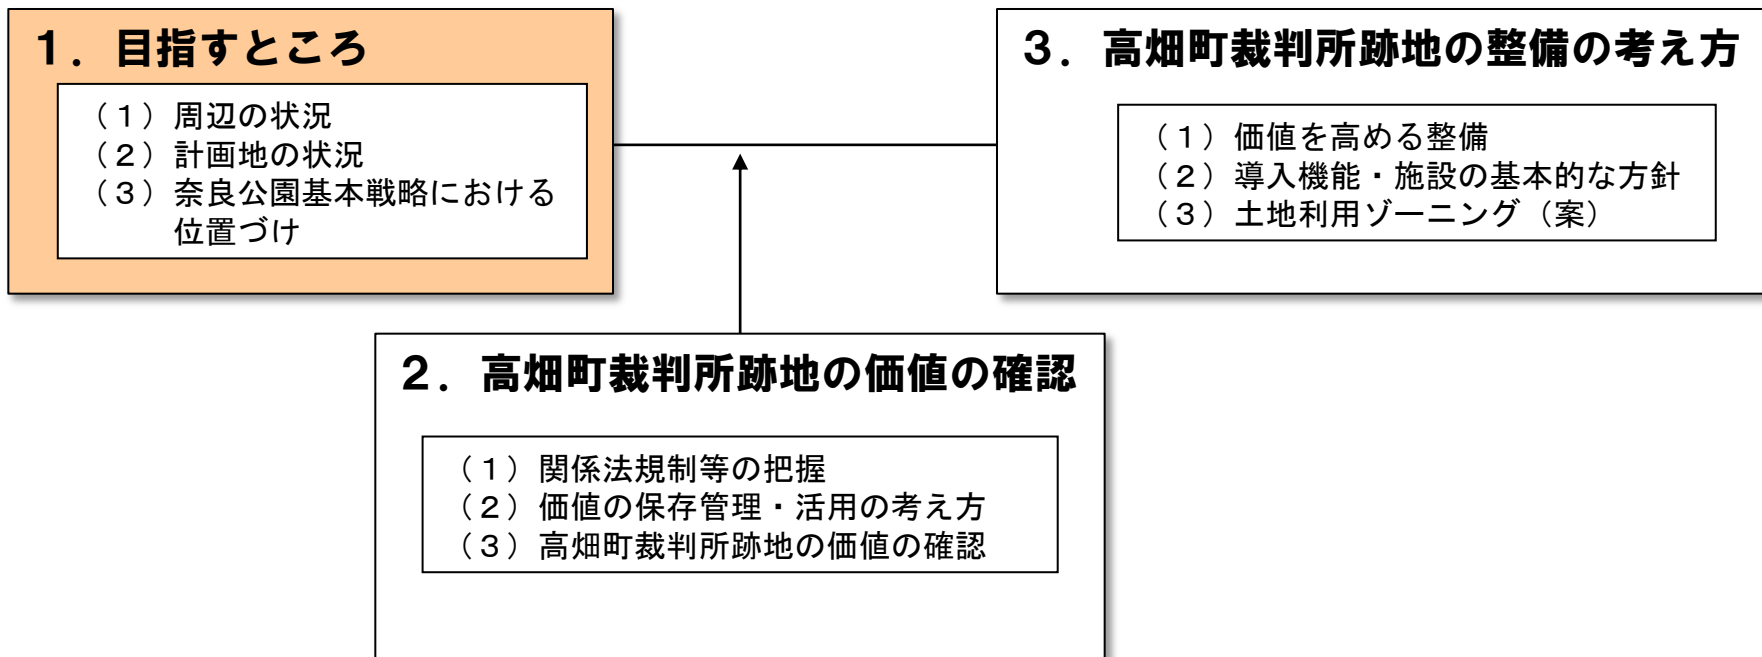 １．目指すところ
（１）周辺の状況
（２）計画地の状況
（３）奈良公園基本戦略における
位置づけ
３．高畑町裁判所跡地の整備の考え方
（１）価値を高める整備
（２）導入機能・施設の基本的な方針
（３）土地利用ゾーニング（案）
２．高畑町裁判所跡地の価値の確認
（１）関係法規制等の把握
（２）価値の保存管理・活用の考え方
（３）高畑町裁判所跡地の価値の確認